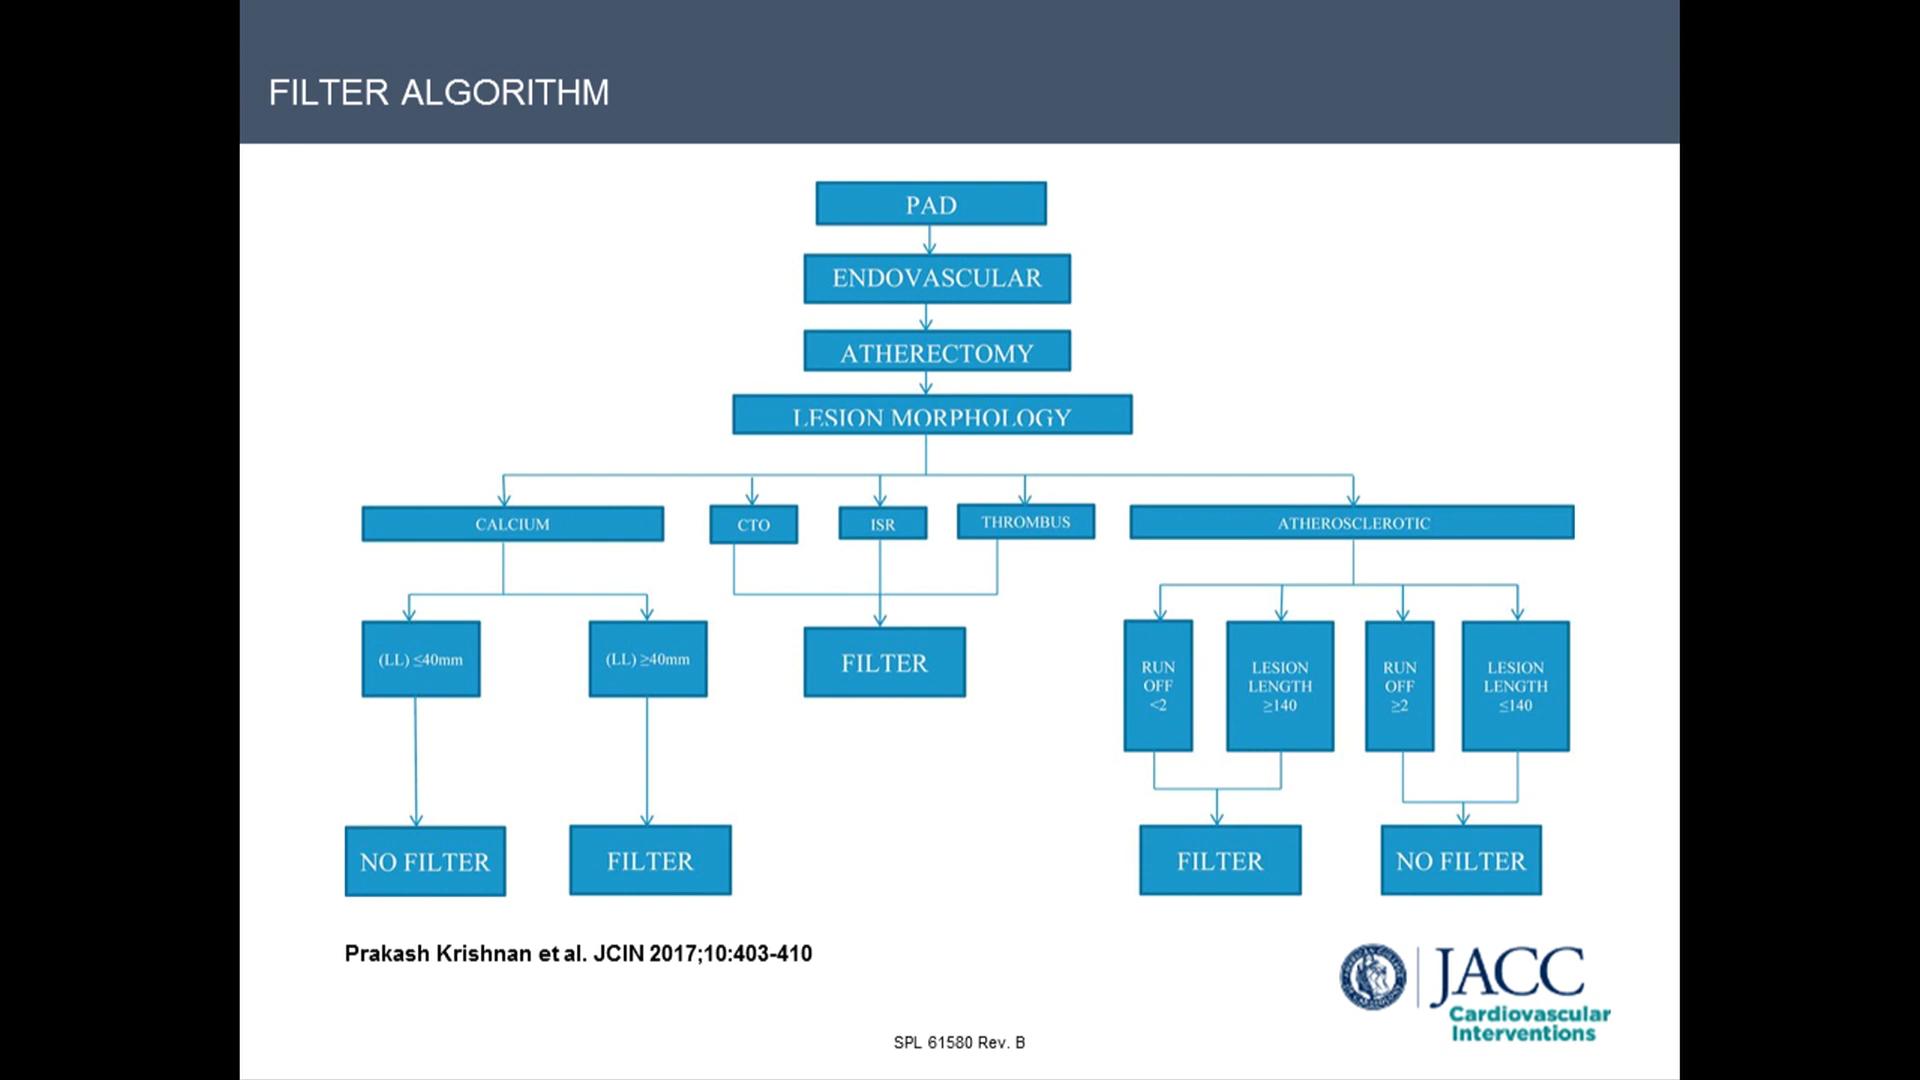 FILTER ALGORITHM
PAD
ENDOVASCULAR
ATHERECTOMY
LESION MORPHOLOGY
CALCIUM
CTO
ISR
THROMBUS
ATHEROSCLEROTIC
(LL) ≤40mm
(LL) ≥40mm
FILTER
RUN
OFF
<2
LESION
LENGTH
≥140
RUN
OFF
≥2
LESION
LENGTH
≤140
NO FILTER
FILTER
FILTER
NO FILTER
Prakash Krishnan et al. JCIN 2017;10:403-410
JACC
Cardiovascular
Interventions
SPL 61580 Rev. B